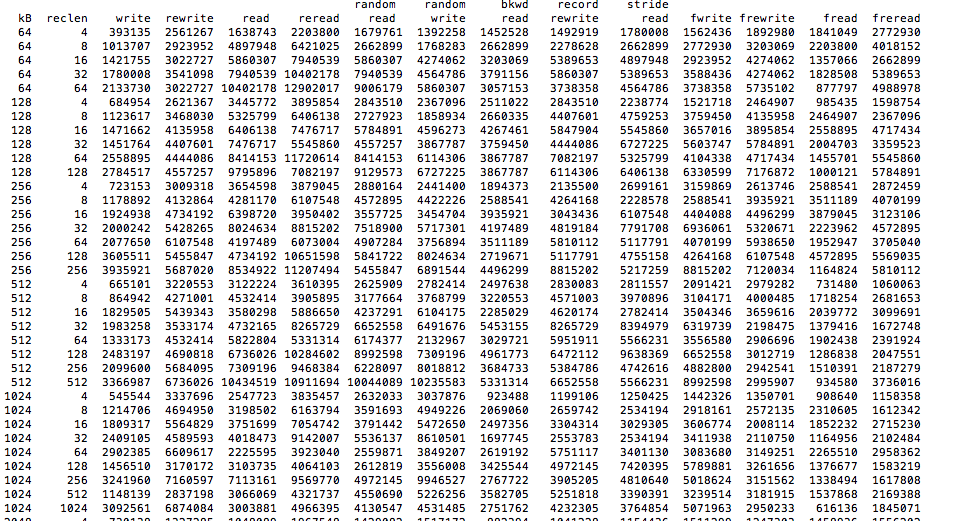 random random bkwd record stride
kB reclen write rewrite read reread read write read rewrite read fwrite frewrite fread freread
64 4 393135 2561267 1638743 2203800 1679761 1392258 1452528 1492919 1780008 1562436 1892980 1841049 2772930
64 8 1013707 2923952 4897948 6421025 2662899 1768283 2662899 2278628 2662899 2772930 3203069 2203800 4018152
64 16 1421755 3022727 5860307 7940539 5860307 4274062 3203069 5389653 4897948 2923952 4274062 1357066 2662899
64 32 1780008 3541098 7940539 10402178 7940539 4564786 3791156 5860307 5389653 3588436 4274062 1828508 5389653
64 64 2133730 3022727 10402178 12902017 9006179 5860307 3057153 3738358 4564786 3738358 5735102 877797 4988978
128 4 684954 2621367 3445772 3895854 2843510 2367096 2511022 2843510 2238774 1521718 2464907 985435 1598754
128 8 1123617 3468030 5325799 6406138 2727923 1858934 2660335 4407601 4759253 3759450 4135958 2464907 2367096
128 16 1471662 4135958 6406138 7476717 5784891 4596273 4267461 5847904 5545860 3657016 3895854 2558895 4717434
128 32 1451764 4407601 7476717 5545860 4557257 3867787 3759450 4444086 6727225 5603747 5784891 2004703 3359523
128 64 2558895 4444086 8414153 11720614 8414153 6114306 3867787 7082197 5325799 4104338 4717434 1455701 5545860
128 128 2784517 4557257 9795896 7082197 9129573 6727225 3867787 6114306 6406138 6330599 7176872 1000121 5784891
256 4 723153 3009318 3654598 3879045 2880164 2441400 1894373 2135500 2699161 3159869 2613746 2588541 2872459
256 8 1178892 4132864 4281170 6107548 4572895 4422226 2588541 4264168 2228578 2588541 3935921 3511189 4070199
256 16 1924938 4734192 6398720 3950402 3557725 3454704 3935921 3043436 6107548 4404088 4496299 3879045 3123106
256 32 2000242 5428265 8024634 8815202 7518900 5717301 4197489 4819184 7791708 6936061 5320671 2223962 4572895
256 64 2077650 6107548 4197489 6073004 4907284 3756894 3511189 5810112 5117791 4070199 5938650 1952947 3705040
256 128 3605511 5455847 4734192 10651598 5841722 8024634 2719671 5117791 4755158 4264168 6107548 4572895 5569035
256 256 3935921 5687020 8534922 11207494 5455847 6891544 4496299 8815202 5217259 8815202 7120034 1164824 5810112
512 4 665101 3220553 3122224 3610395 2625909 2782414 2497638 2830083 2811557 2091421 2979282 731480 1060063
512 8 864942 4271001 4532414 3905895 3177664 3768799 3220553 4571003 3970896 3104171 4000485 1718254 2681653
512 16 1829505 5439343 3580298 5886650 4237291 6104175 2285029 4620174 2782414 3504346 3659616 2039772 3099691
512 32 1983258 3533174 4732165 8265729 6652558 6491676 5453155 8265729 8394979 6319739 2198475 1379416 1672748
512 64 1333173 4532414 5822804 5331314 6174377 2132967 3029721 5951911 5566231 3556580 2906696 1902438 2391924
512 128 2483197 4690818 6736026 10284602 8992598 7309196 4961773 6472112 9638369 6652558 3012719 1286838 2047551
512 256 2099600 5684095 7309196 9468384 6228097 8018812 3684733 5384786 4742616 4882800 2942541 1510391 2187279
512 512 3366987 6736026 10434519 10911694 10044089 10235583 5331314 6652558 5566231 8992598 2995907 934580 3736016
1024 4 545544 3337696 2547723 3835457 2632033 3037876 923488 1199106 1250425 1442326 1350701 908640 1158358
1024 8 1214706 4694950 3198502 6163794 3591693 4949226 2069060 2659742 2534194 2918161 2572135 2310605 1612342
1024 16 1809317 5564829 3751699 7054742 3791442 5472650 2497356 3304314 3029305 3606774 2008114 1852232 2715230
1024 32 2409105 4589593 4018473 9142007 5536137 8610501 1697745 2553783 2534194 3411938 2110750 1164956 2102484
1024 64 2902385 6609617 2225595 3923040 2559871 3849207 2619192 5751117 3401130 3083680 3149251 2265510 2958362
1024 128 1456510 3170172 3103735 4064103 2612819 3556008 3425544 4972145 7420395 5789881 3261656 1376677 1583219
1024 256 3241960 7160597 7113161 9569770 4972145 9946527 2767722 3905205 4810640 5018624 3151562 1338494 1617808
1024 512 1148139 2837198 3066069 4321737 4550690 5226256 3582705 5251818 3390391 3239514 3181915 1537868 2169388
1024 1024 3092561 6874084 3003881 4966395 4130547 4531485 2751762 4232305 3764854 5071963 2950233 616136 1845071